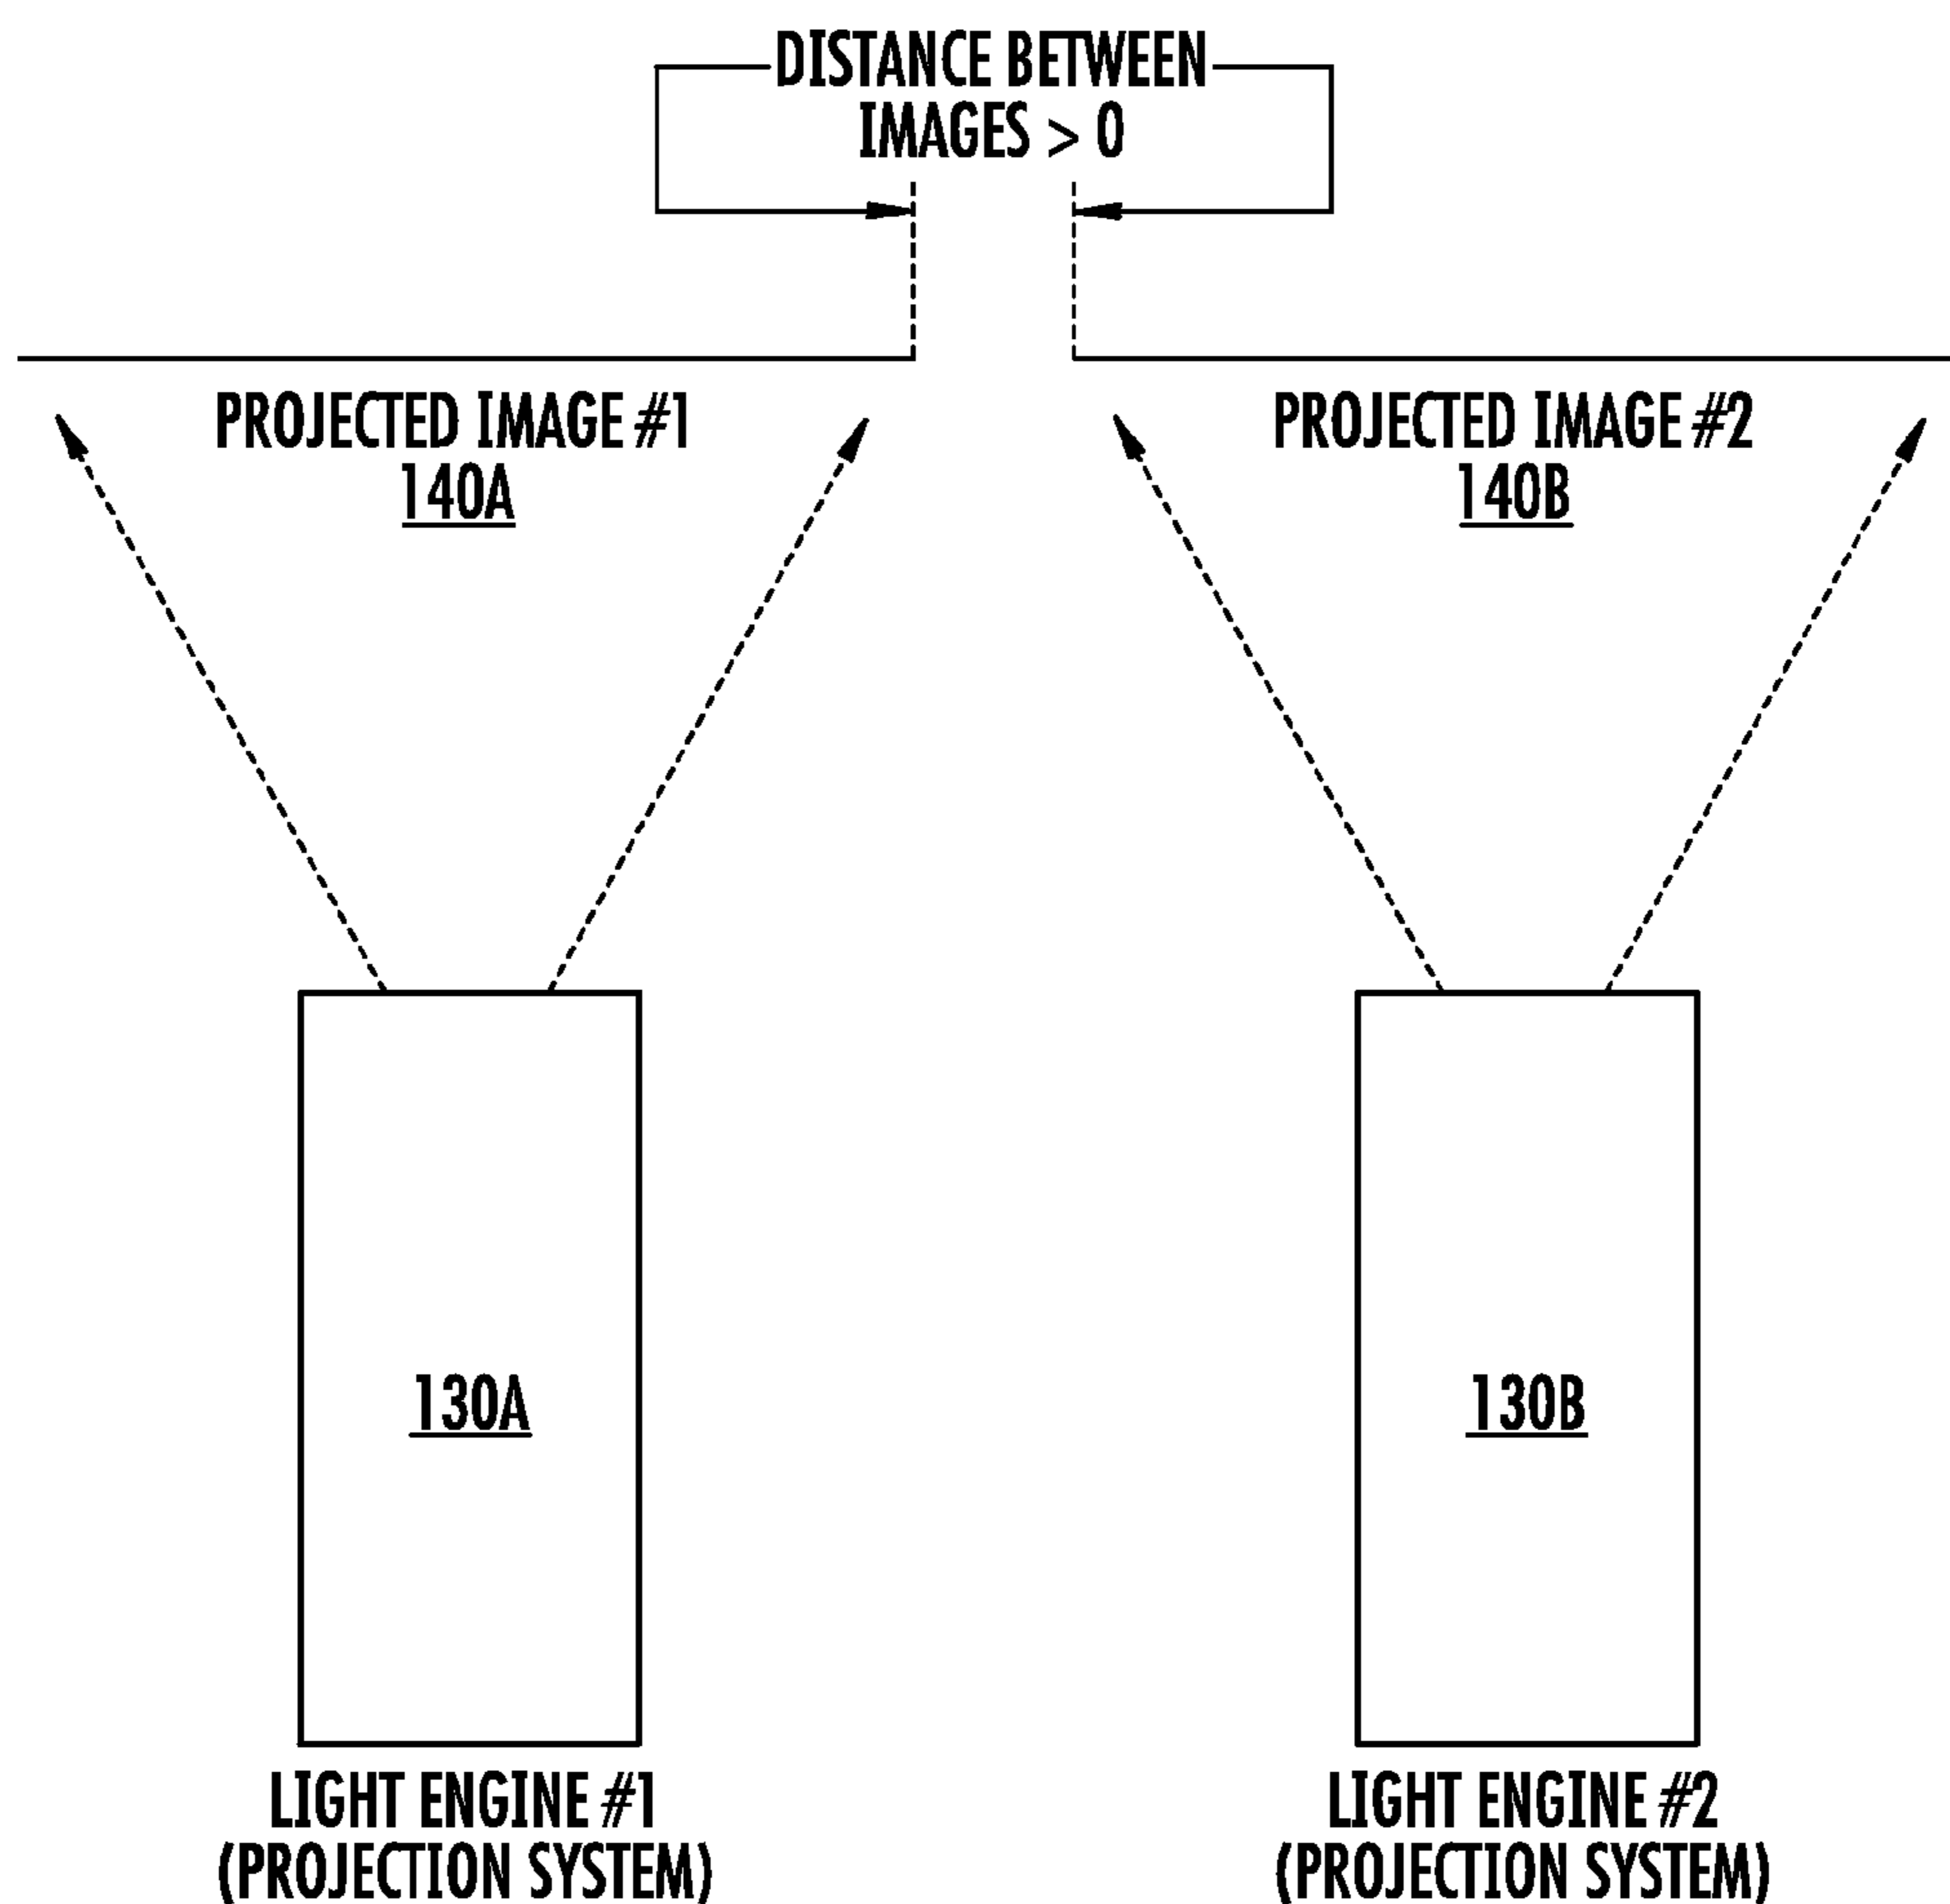 DISTANCE BETWEEN
IMAGES > 0
PROJECTED IMAGE #1
140A
PROJECTED IMAGE #2
140B
130A
130B
LIGHT ENGINE #1
(PROJECTION SYSTEM)
LIGHT ENGINE #2
(PROJECTION SYSTEM)